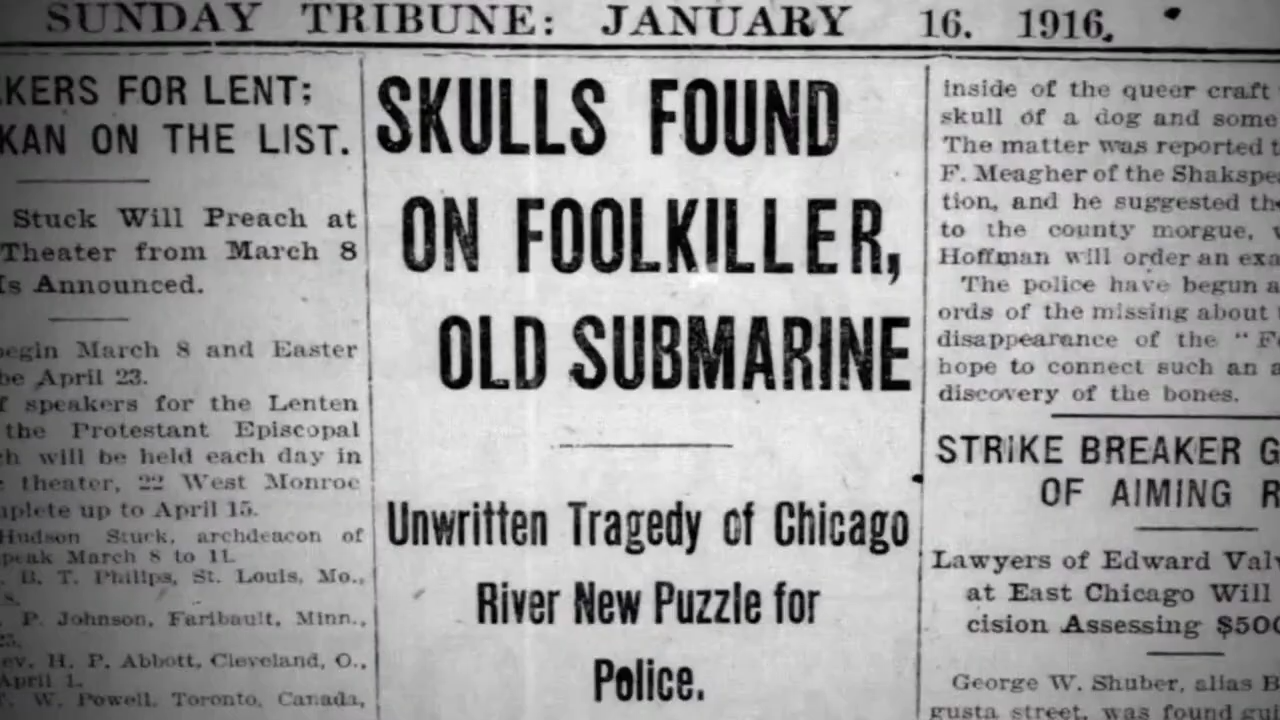 SUNDAY TRIBUNE: JANUARY 16. 1916.
KERS FOR LENT;
KAN ON THE LIST.
Stuck Will Preach at
Theater from March 8
Is Announced.
begin March 8 and Easter
be April 23.
f speakers for the Lenten
the Protestant Episcopal
ch will be held each day in
theater, 22 West Monroe
mplete up to April 15.
Hudson Stuck, archdeacon of
peak March 8 to 11.
B. T. Philips, St. Louis, Mo.,
s.
P. Johnson, Faribault, Minn.,
25.
ev. H. P. Abbott, Cleveland, O.,
April 1.
W. Powell, Toronto, Canada,
SKULLS FOUND
ON FOOLKILLER,
OLD SUBMARINE
Unwritten Tragedy of Chicago
River New Puzzle for
Police.
inside of the queer craft
skull of a dog and some
The matter was reported t
F. Meagher of the Shakspe
tion, and he suggested th
to the county morgue, w
Hoffman will order an exa
The police have begun a
ords of the missing about
disappearance of the "Fo
hope to connect such an a
discovery of the bones.
STRIKE BREAKER G
OF AIMING R
Lawyers of Edward Valv
at East Chicago Will
cision Assessing $500
George W. Shuber, alias B
gusta street, was found gui